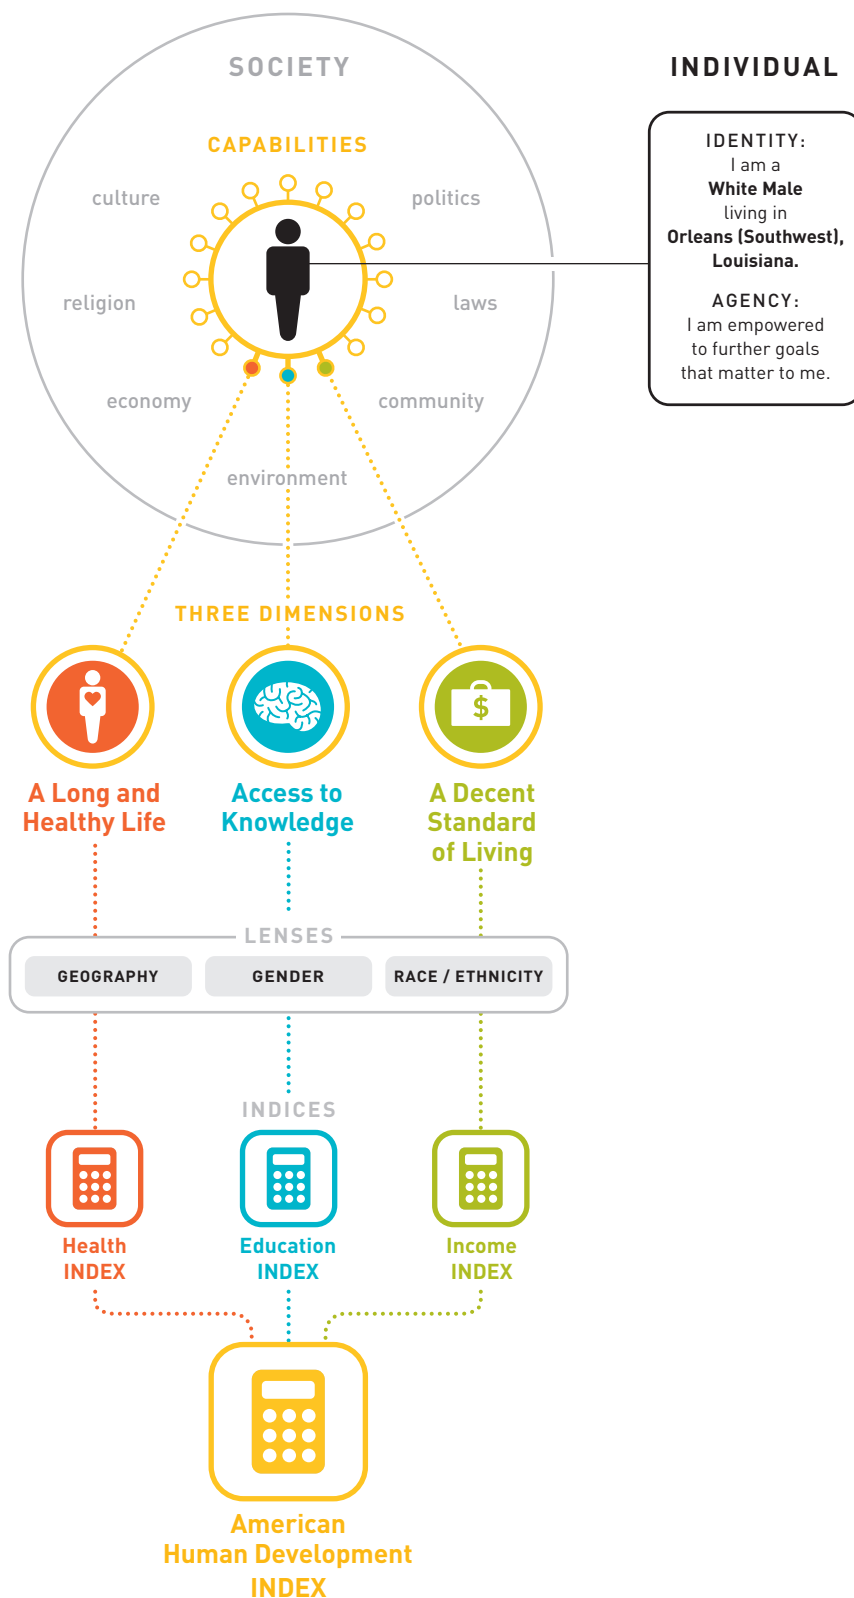 SOCIETY
INDIVIDUAL
CAPABILITIES
culture
politics
religion
laws
economy
community
environment
IDENTITY:
I am a
White Male
living in
Orleans (Southwest),
Louisiana.
AGENCY:
I am empowered
to further goals
that matter to me.
THREE DIMENSIONS
$
A Long and
Healthy Life
Access to
Knowledge
A Decent
Standard
of Living
LENSES
GEOGRAPHY
GENDER
RACE / ETHNICITY
INDICES
Health
INDEX
Education
INDEX
Income
INDEX
American
Human Development
INDEX